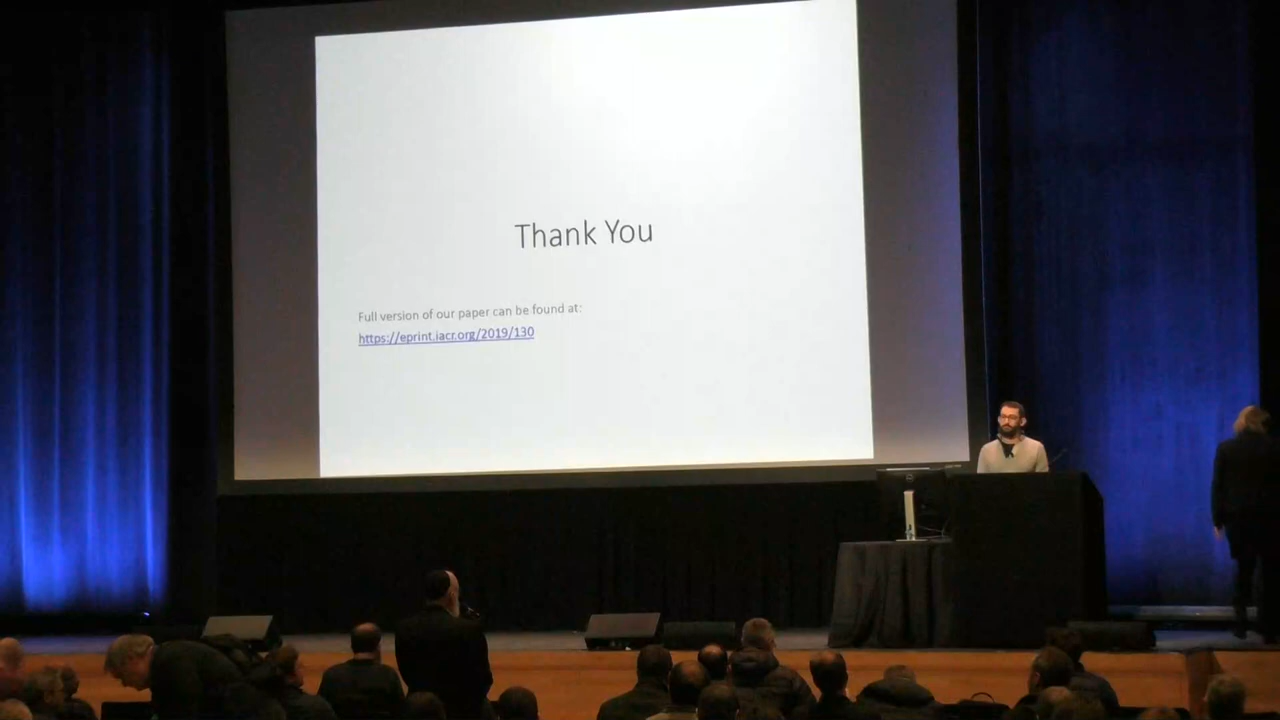 Thank You
Full version of our paper can be found at:
https://eprint.iacr.org/2019/130